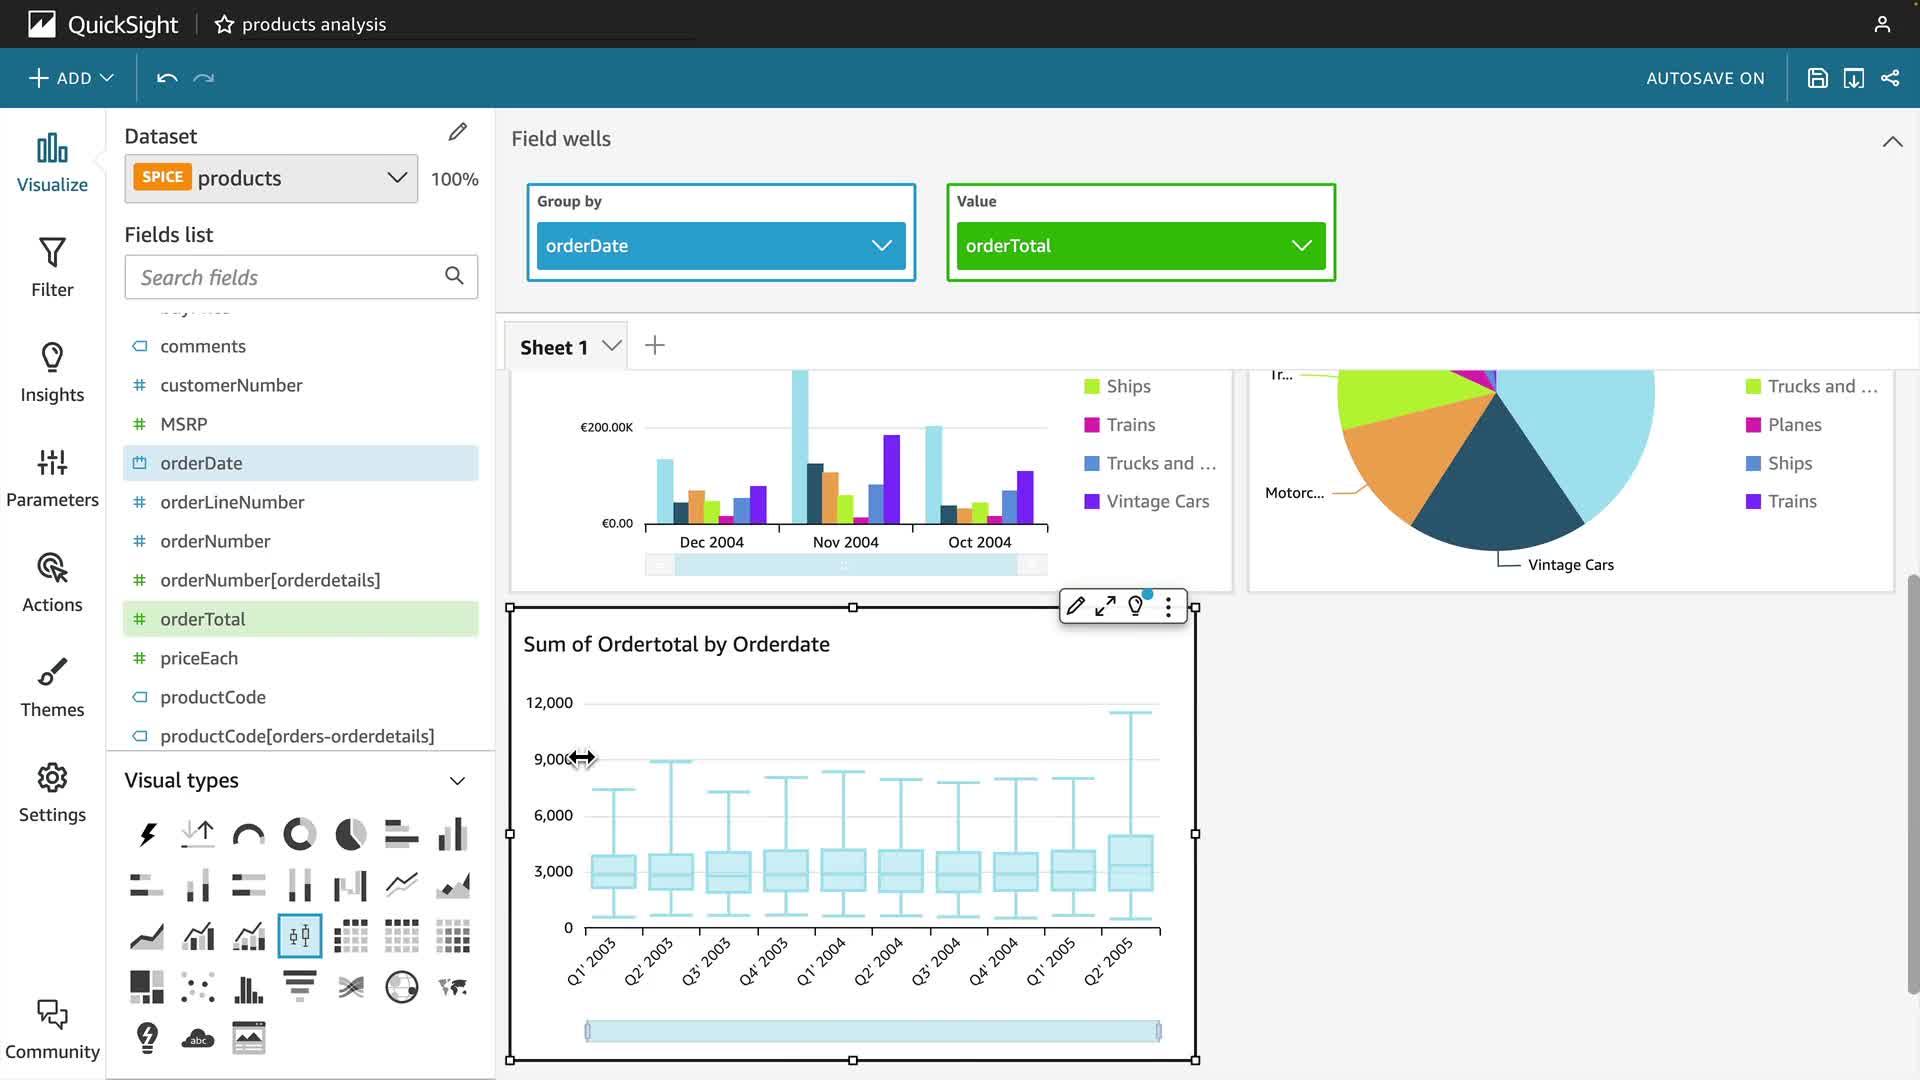 QuickSight
products analysis
ADD
AUTOSAVE ON
Visualize
Filter
Insights
Parameters
Actions
Themes
Settings
Community
Dataset
SPICE products
100%
Fields list
Search fields
comments
customerNumber
MSRP
orderDate
orderLineNumber
orderNumber
orderNumber[orderdetails]
orderTotal
priceEach
productCode
productCode[orders-orderdetails]
Visual types
abc
Field wells
Group by
orderDate
Value
orderTotal
Sheet 1
€200.00K
€0.00
Dec 2004
Nov 2004
Oct 2004
Ships
Trains
Trucks and ...
Vintage Cars
Tr...
Motorc...
Vintage Cars
Trucks and ...
Planes
Ships
Trains
Sum of Ordertotal by Orderdate
12,000
9,000
6,000
3,000
0
Q1' 2003
Q2' 2003
Q3' 2003
Q4' 2003
Q1' 2004
Q2' 2004
Q3' 2004
Q4' 2004
Q1' 2005
Q2' 2005